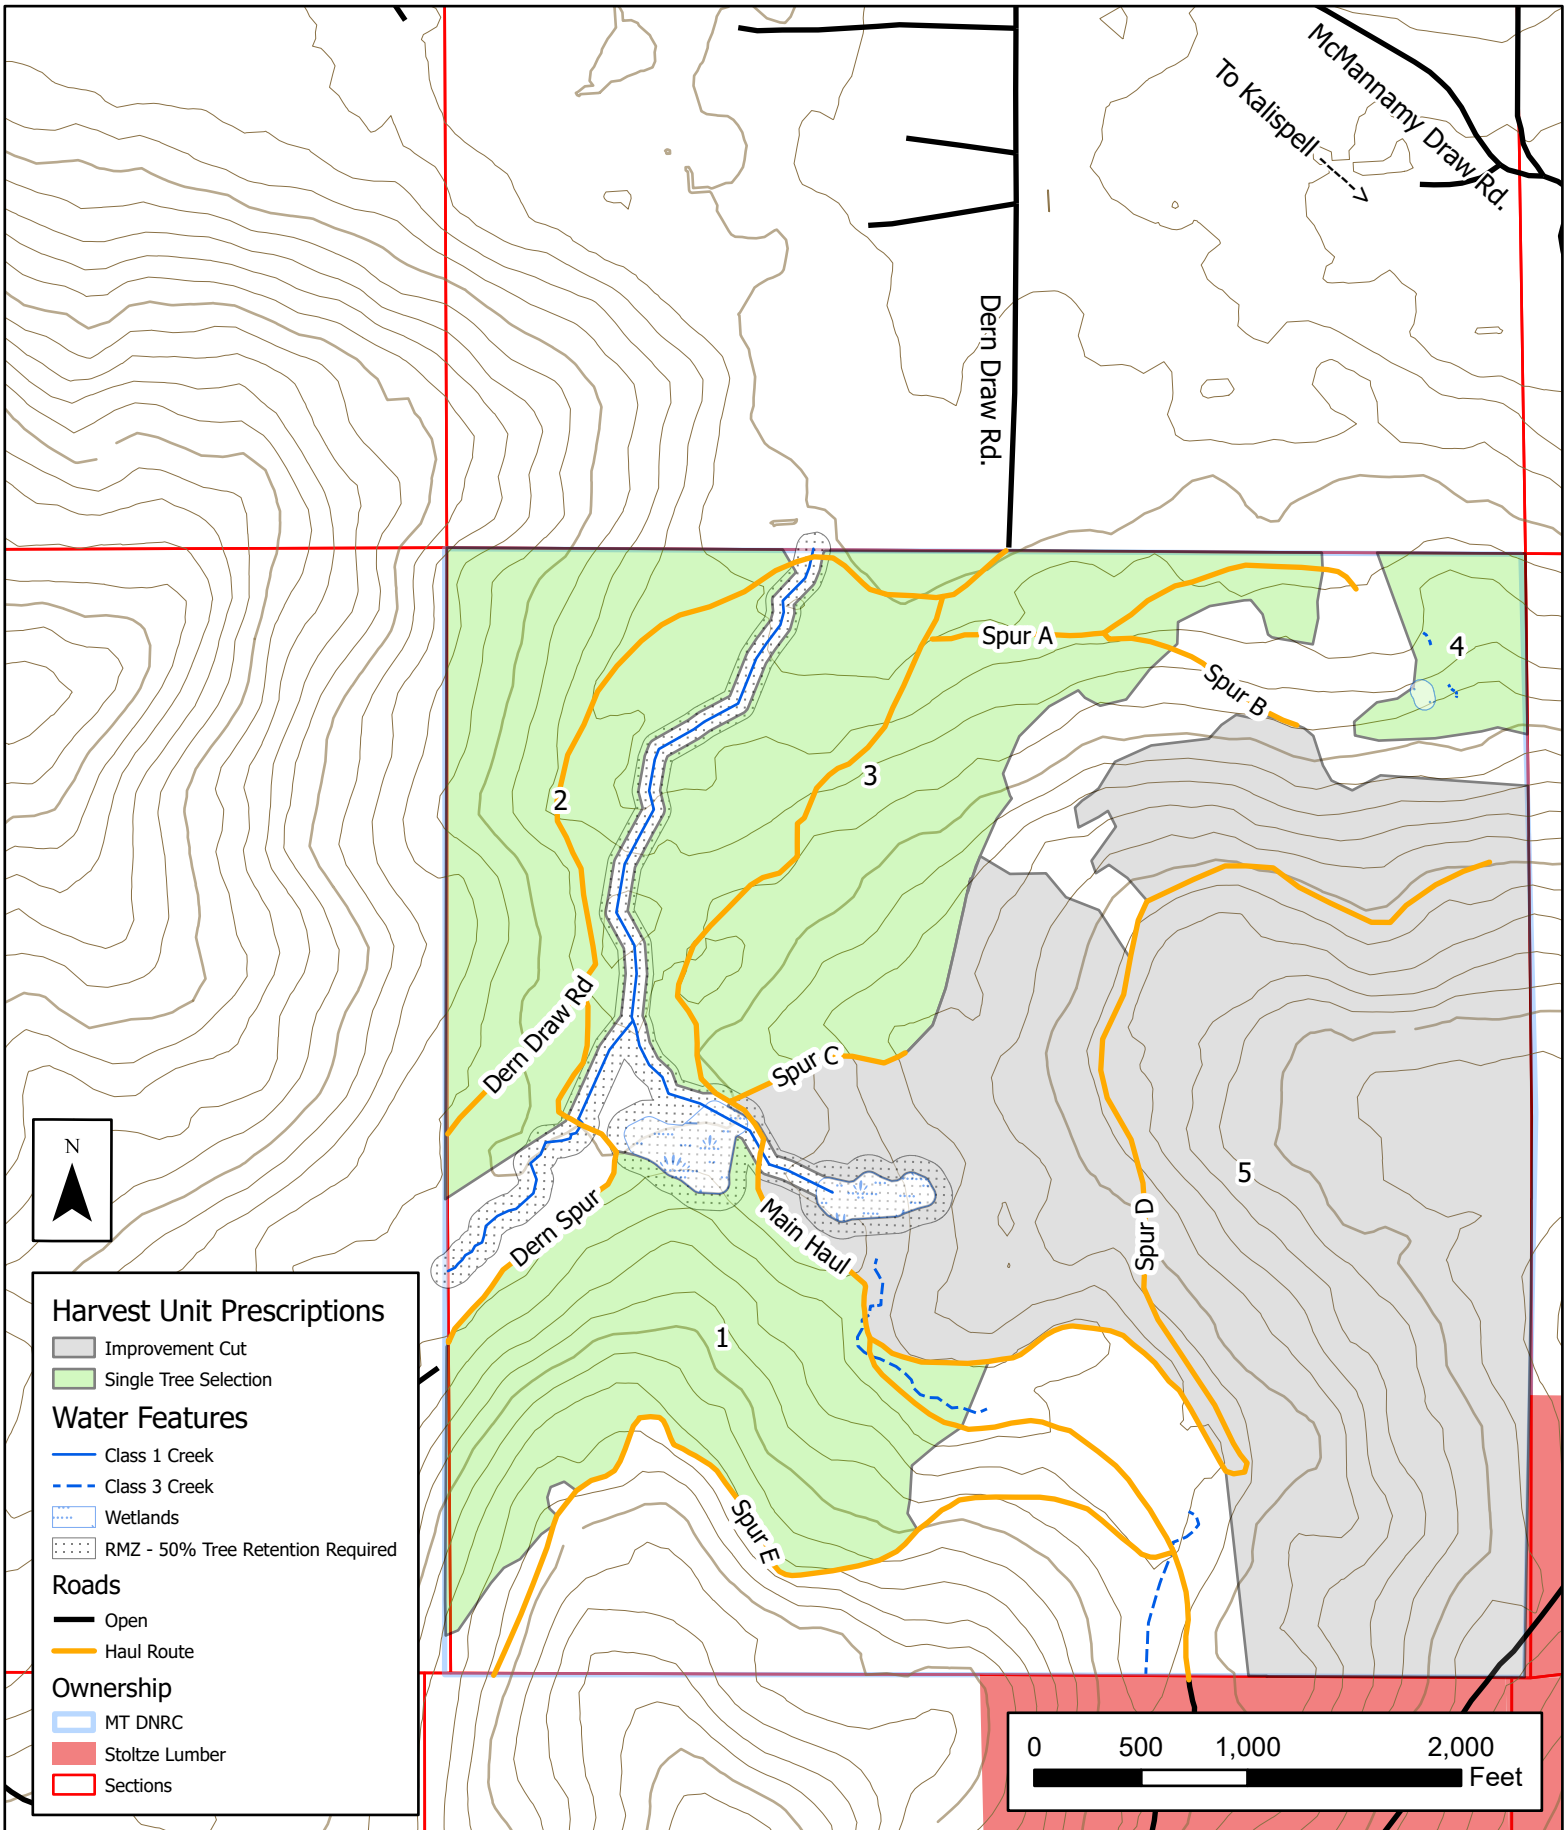 McMannamy Draw Rd.
To Kalispell
Dern Draw Rd.
Spur A
4
Spur B
3
2
Dern Draw Rd
Spur C
5
Dern Spur
Main Haul
Spur D
1
Spur E
N
Harvest Unit Prescriptions
Improvement Cut
Single Tree Selection
Water Features
Class 1 Creek
Class 3 Creek
Wetlands
RMZ - 50% Tree Retention Required
Roads
Open
Haul Route
Ownership
MT DNRC
Stoltze Lumber
Sections
0 500 1,000 2,000
Feet